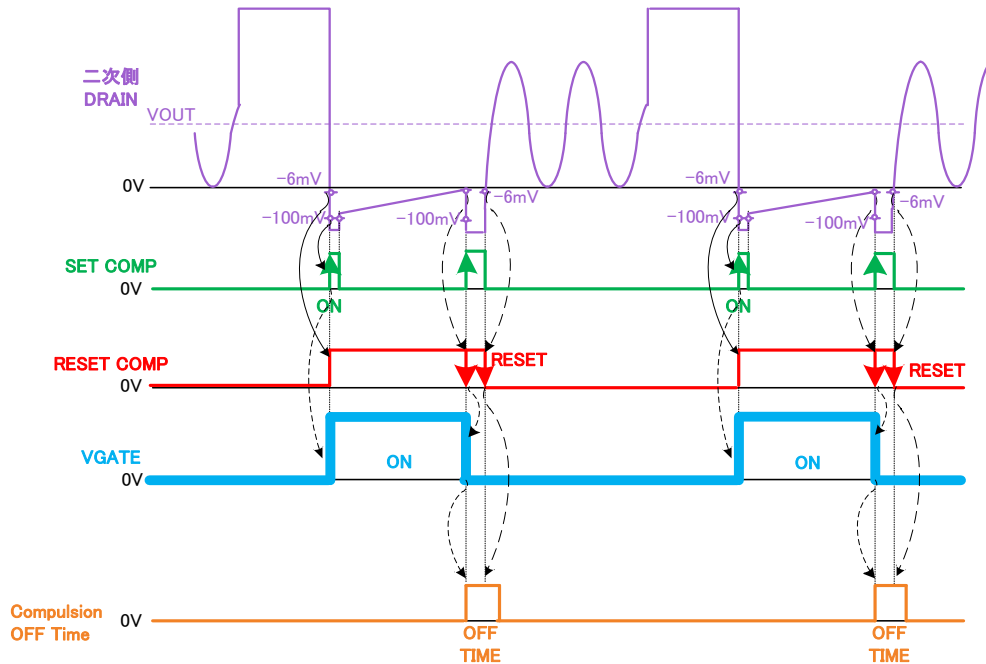 二次側
DRAIN
VOUT
0V
-6mV
-100mV
-100mV
-6mV
-6mV
-100mV
-100mV
-6mV
SET COMP
0V
ON
ON
RESET COMP
0V
RESET
RESET
VGATE
0V
ON
ON
Compulsion
OFF Time
0V
OFF
TIME
OFF
TIME